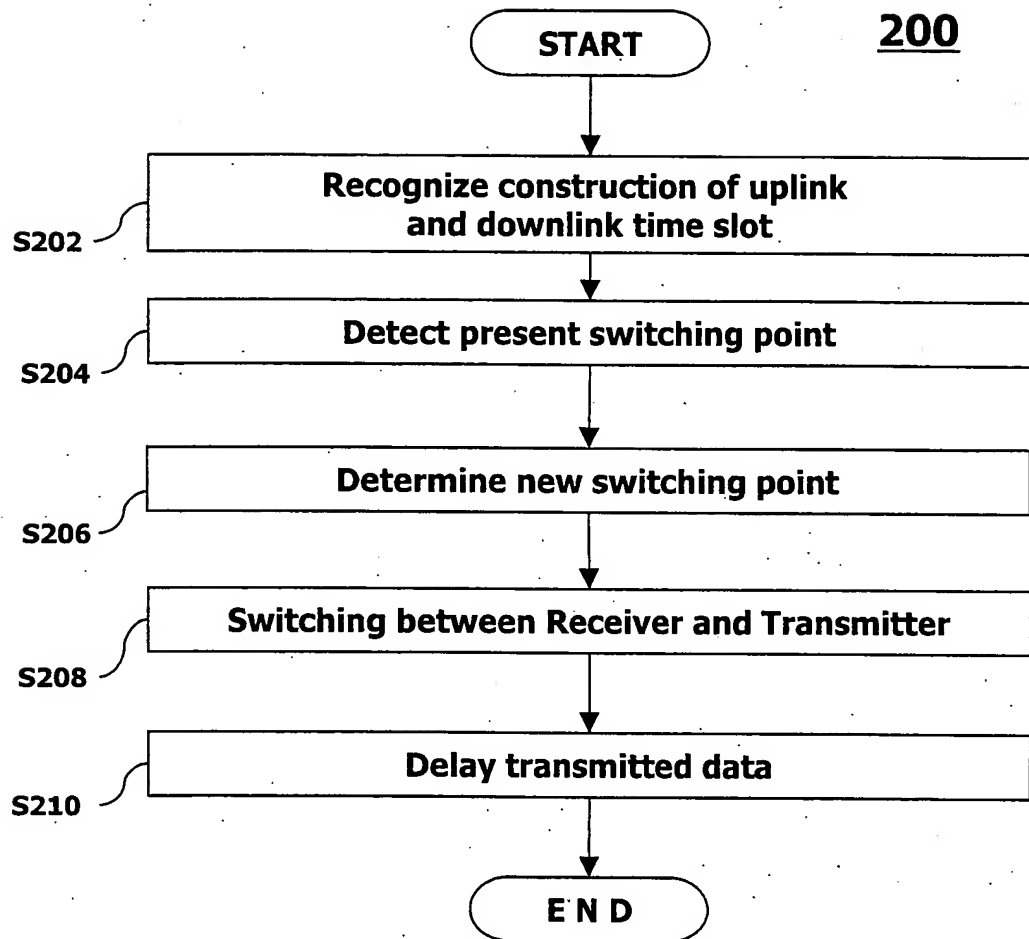 START
200
Recognize construction of uplink
and downlink time slot
S202
Detect present switching point
S204
Determine new switching point
S206
Switching between Receiver and Transmitter
S208
Delay transmitted data
S210
E N D